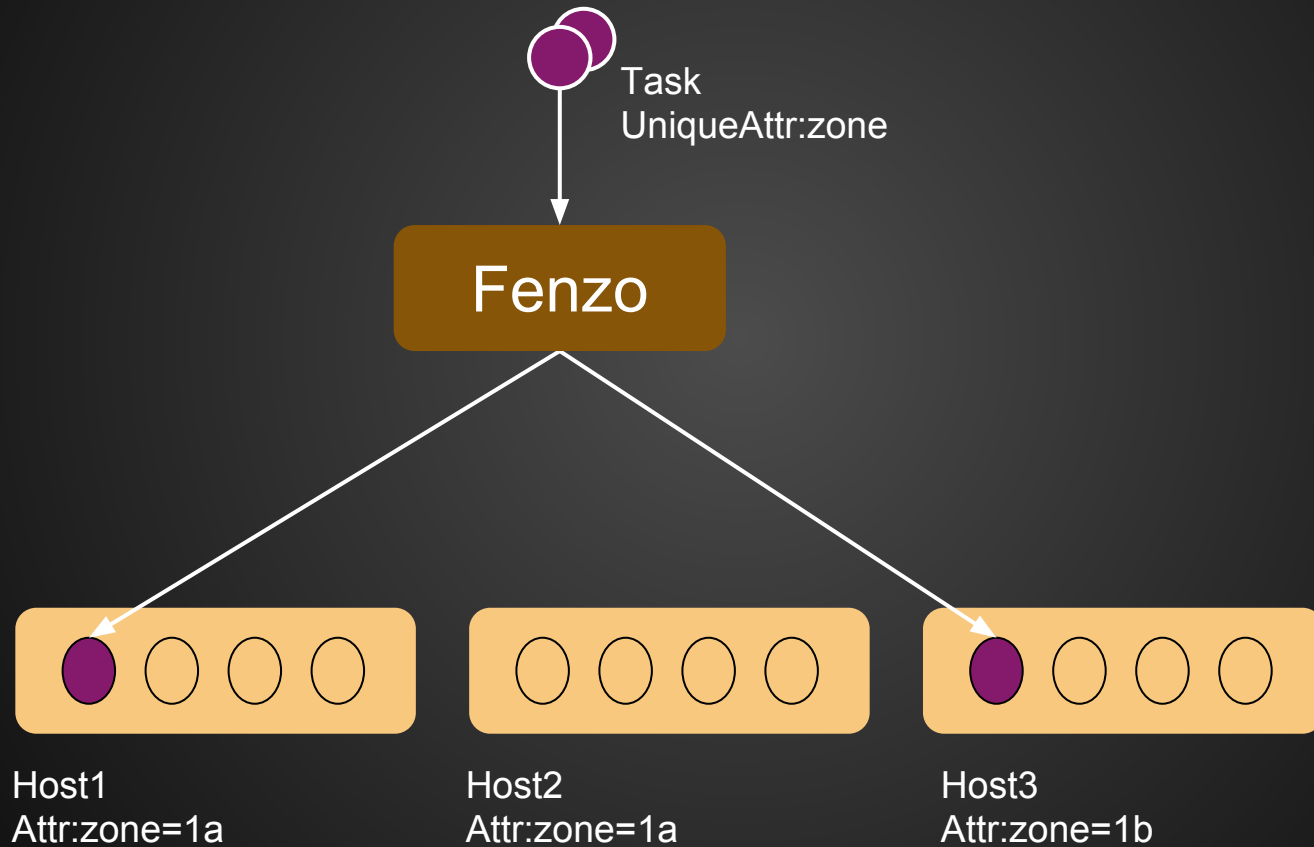 Task
UniqueAttr:zone
Fenzo
Host1
Attr:zone=1a
Host2
Attr:zone=1a
Host3
Attr:zone=1b